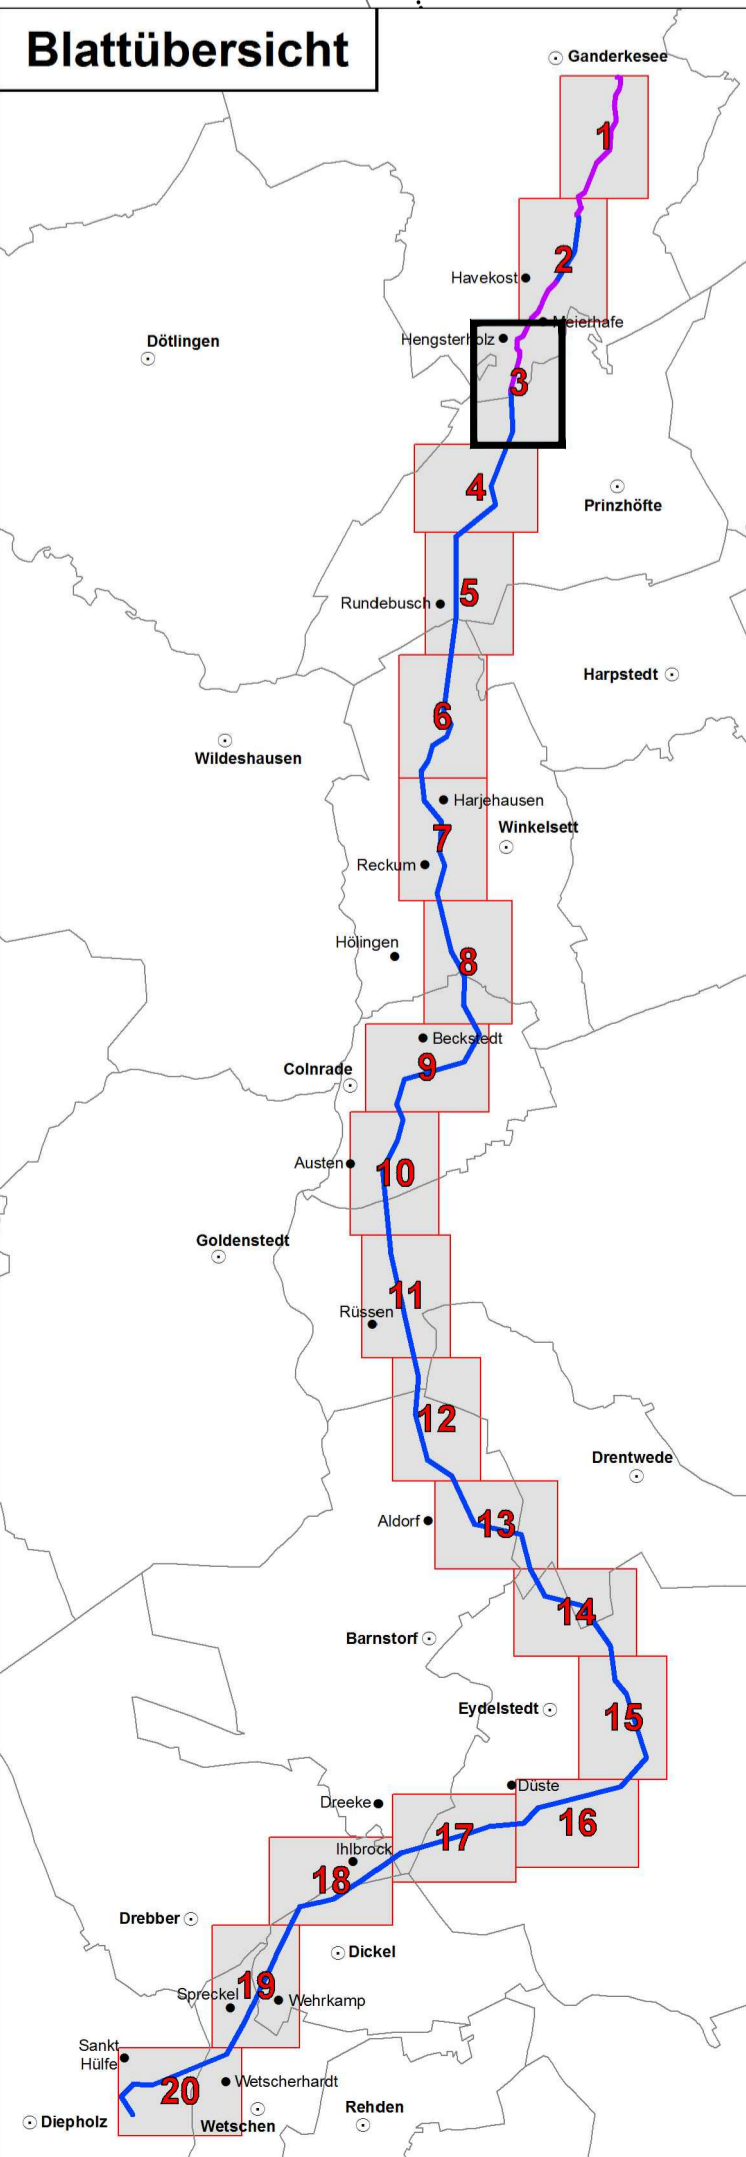 Blattübersicht
Ganderkesee
1
2
Havekost
Meierhafe
Hengsterholz
Dötlingen
3
4
Prinzhöfte
5
Rundebusch
Harpstedt
6
Wildeshausen
Harjehausen
Winkelsett
7
Reckum
Hölingen
8
Beckstedt
Colnrade
9
Austen
10
Goldenstedt
11
Rüssen
12
Drentwede
Aldorf
13
14
Barnstorf
Eydelstedt
15
Düste
Dreeke
16
17
Ihlbrock
18
Drebber
Dickel
19
Spreckel
Wehrkamp
Sankt
Hülfe
Wetscherhardt
20
Rehden
Diepholz
Wetschen